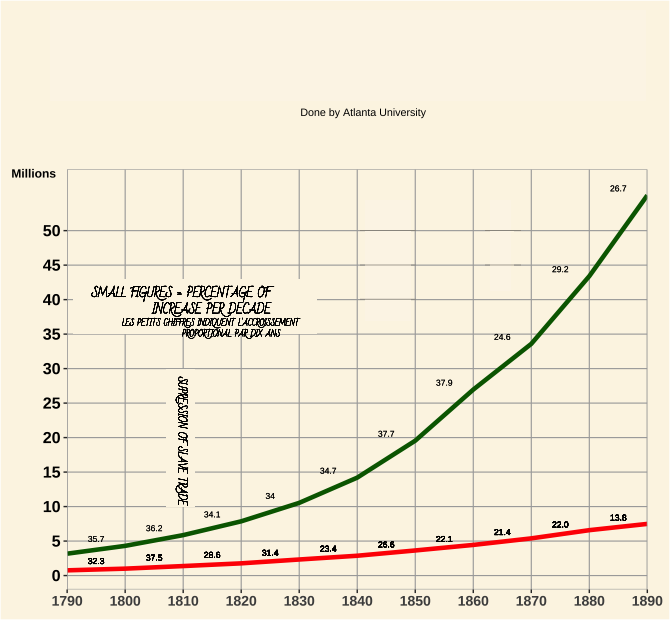 Done by Atlanta University
Millions
26.7
50
45
29.2
40
SMALL FIGURES = PERCENTAGE OF
INCREASE PER DECADE
LES PETITS CHIFFRES INDIQUENT L'ACCROISSEMENT
PROPORTIONAL PAR DIX ANS
35
24.6
30
37.9
25
SUPPRESSION OF SLAVE TRADE
20
37.7
15
34.7
10
34
34.1
36.2
5
35.7
32.3 37.5 28.6 31.4 23.4 26.6 22.1 21.4 22.0 13.8
0
1790 1800 1810 1820 1830 1840 1850 1860 1870 1880 1890